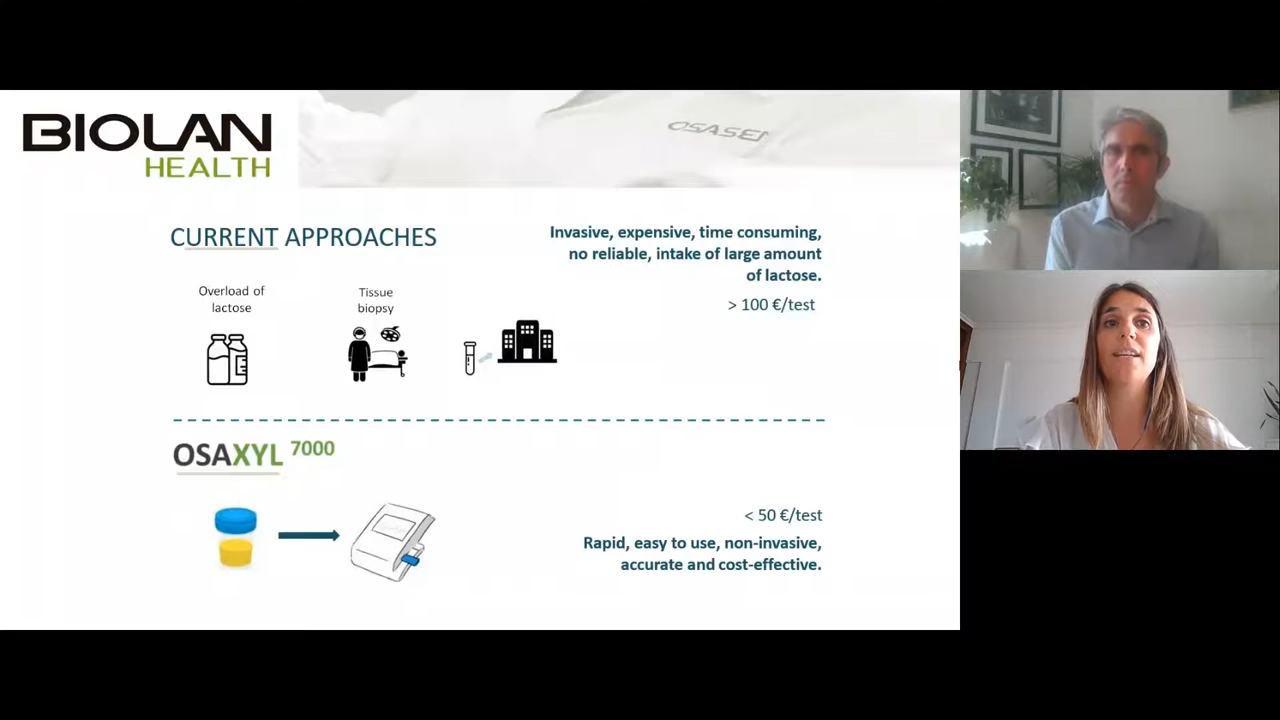 BIOLAN
HEALTH
OSASEN
CURRENT APPROACHES
Invasive, expensive, time consuming,
no reliable, intake of large amount
of lactose.
> 100 €/test
Overload of
lactose
Tissue
biopsy
OSAXYL 7000
< 50 €/test
Rapid, easy to use, non-invasive,
accurate and cost-effective.